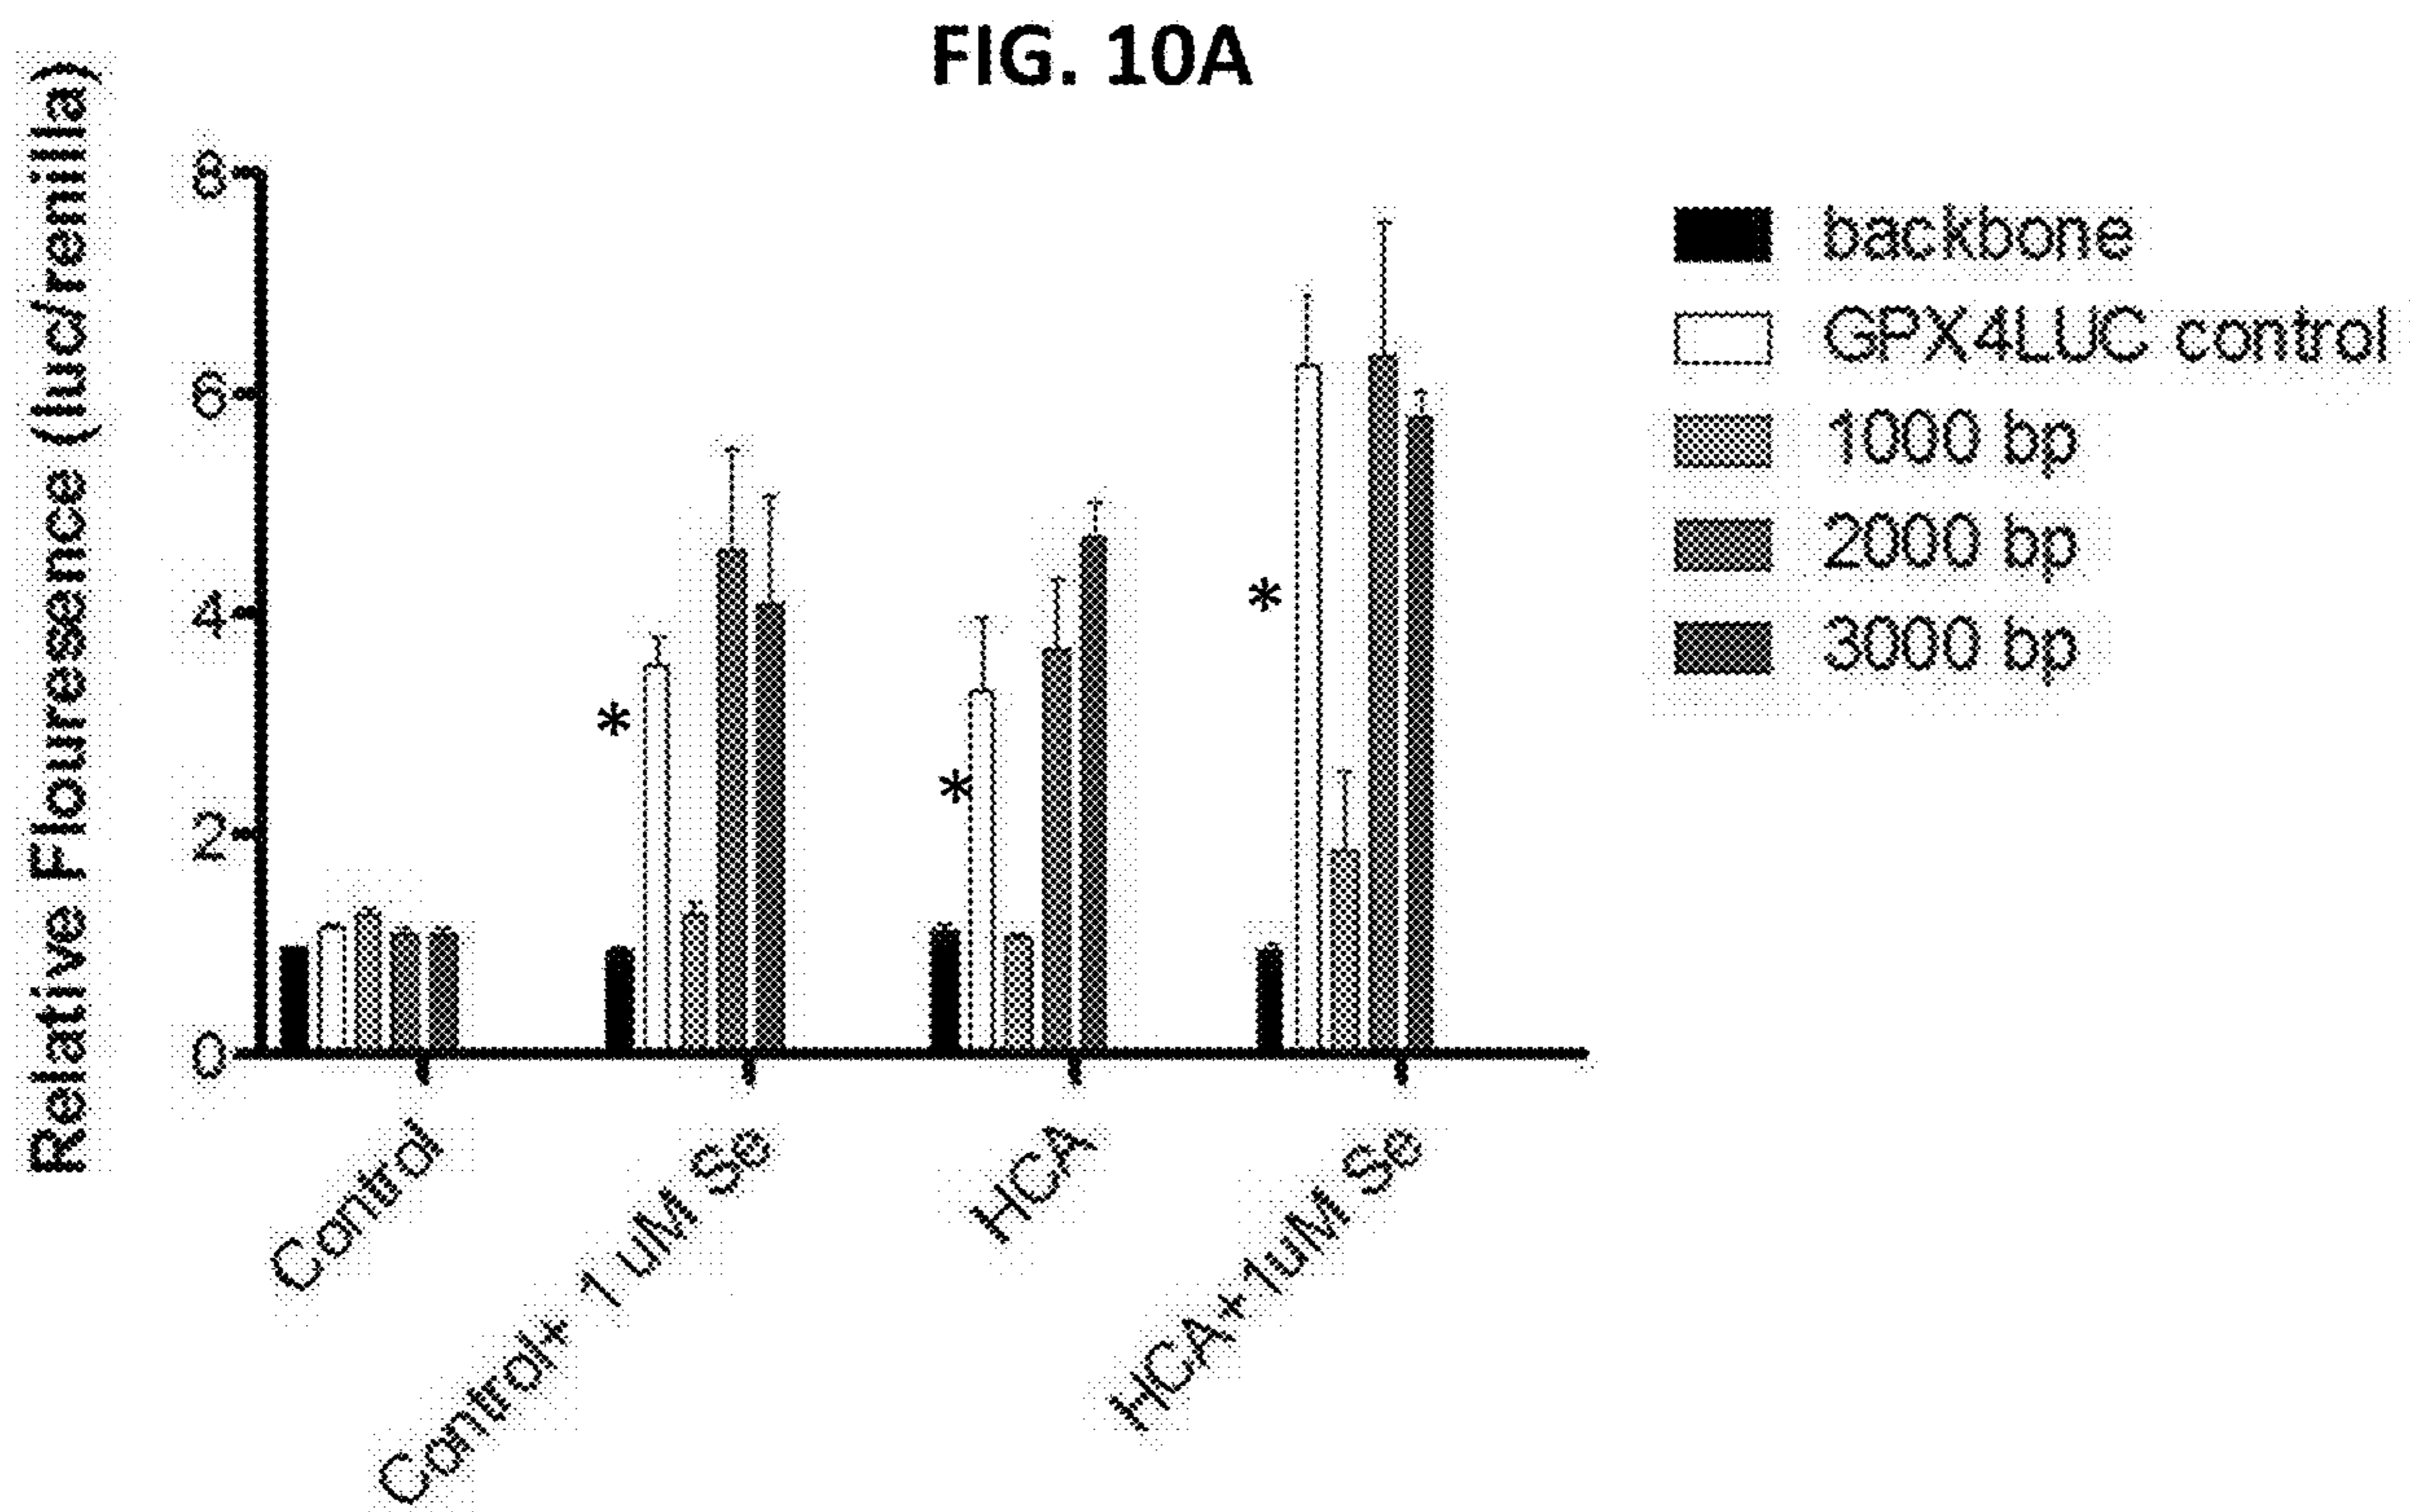 FIG. 10A
Relative Flouresence (luc/renilla)
8
6
4
2
0
*
*
*
Control
Control+ 1 uM Se
HCA
HCA+1uM Se
backbone
GPX4LUC control
1000 bp
2000 bp
3000 bp